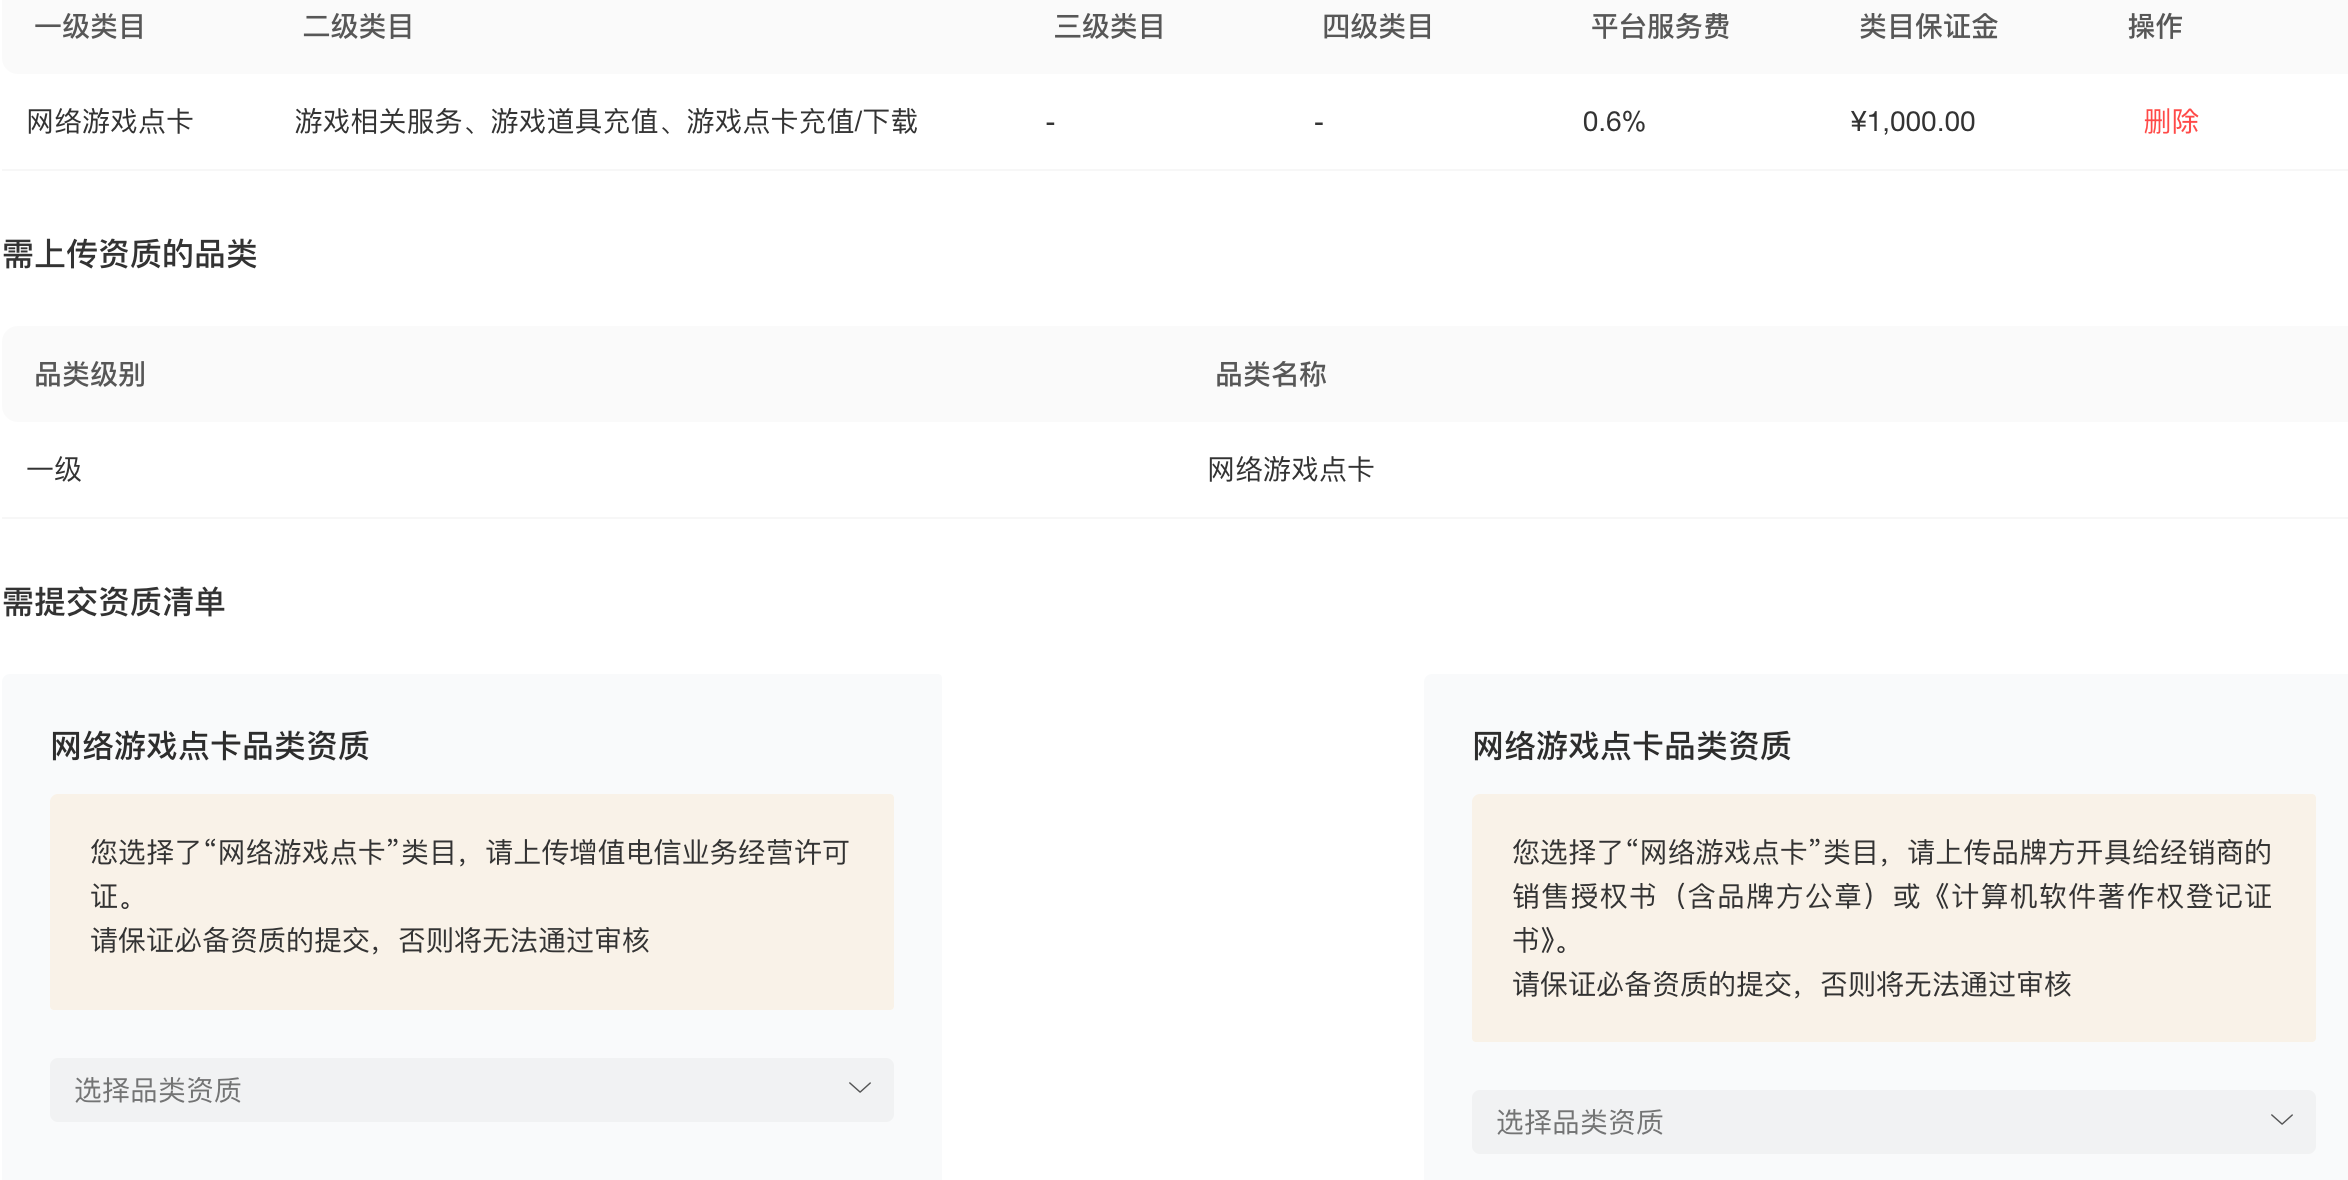 一级类目 二级类目 三级类目 四级类目 平台服务费 类目保证金 操作
网络游戏点卡 游戏相关服务、游戏道具充值、游戏点卡充值/下载 - - 0.6% ¥1,000.00 删除
需上传资质的品类
品类级别 品类名称
一级 网络游戏点卡
需提交资质清单
网络游戏点卡品类资质
您选择了“网络游戏点卡”类目，请上传增值电信业务经营许可
证。
请保证必备资质的提交，否则将无法通过审核
选择品类资质
网络游戏点卡品类资质
您选择了“网络游戏点卡”类目，请上传品牌方开具给经销商的
销售授权书（含品牌方公章）或《计算机软件著作权登记证
书》。
请保证必备资质的提交，否则将无法通过审核
选择品类资质